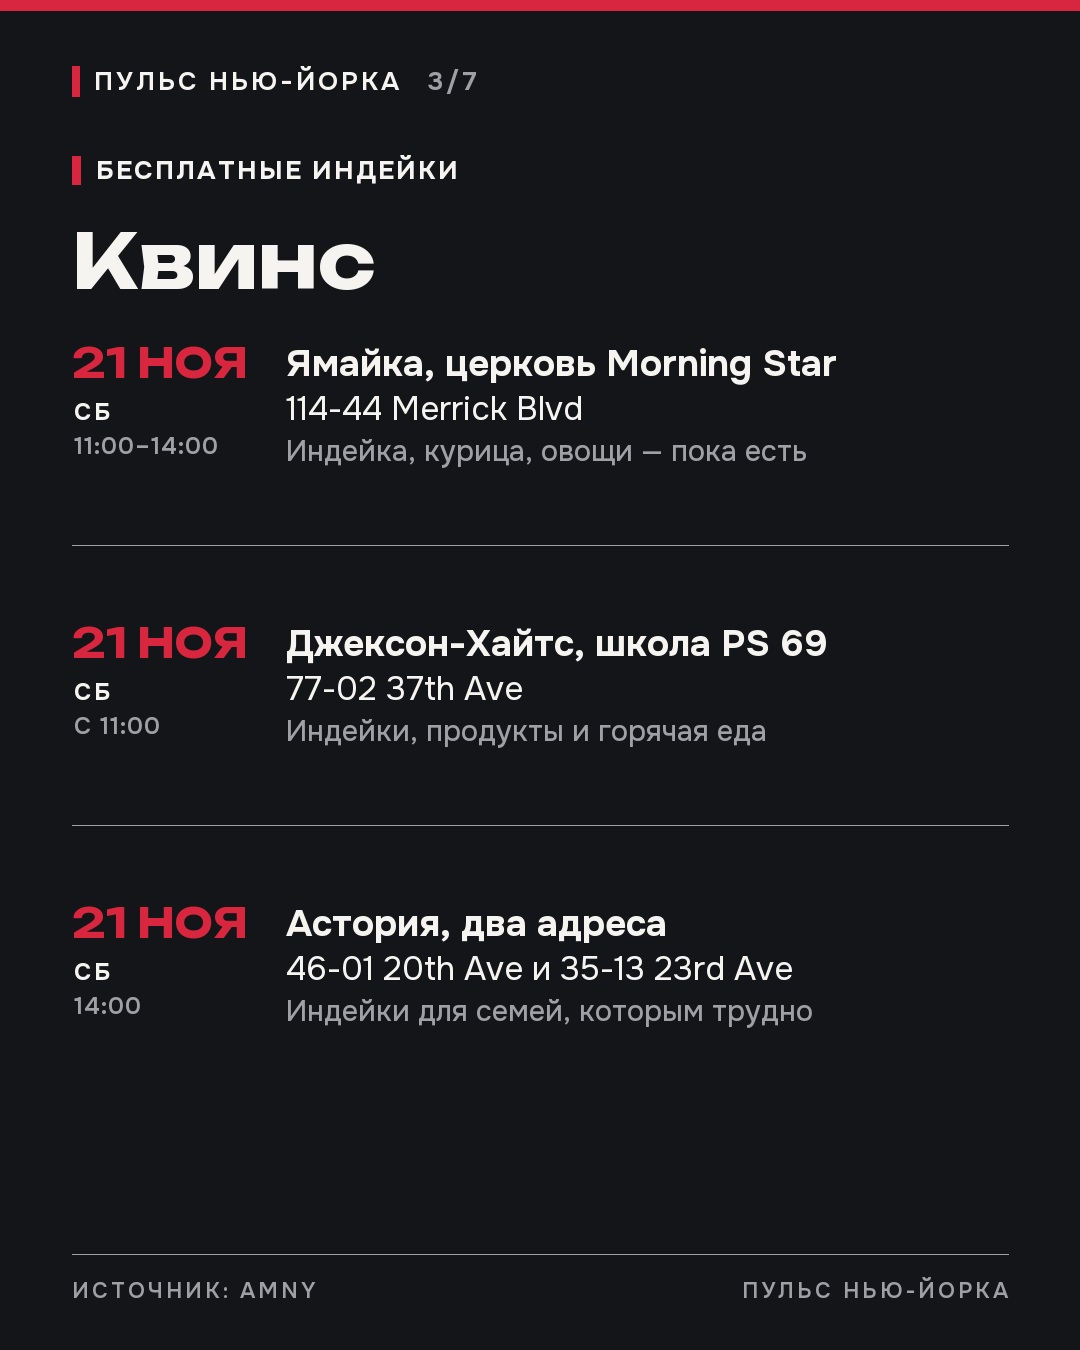 ПУЛЬС НЬЮ-ЙОРКА 3/7
БЕСПЛАТНЫЕ ИНДЕЙКИ
Квинс
21 НОЯ
СБ
11:00–14:00
Ямайка, церковь Morning Star
114-44 Merrick Blvd
Индейка, курица, овощи — пока есть
21 НОЯ
СБ
С 11:00
Джексон-Хайтс, школа PS 69
77-02 37th Ave
Индейки, продукты и горячая еда
21 НОЯ
СБ
14:00
Астория, два адреса
46-01 20th Ave и 35-13 23rd Ave
Индейки для семей, которым трудно
ИСТОЧНИК: AMNY
ПУЛЬС НЬЮ-ЙОРКА